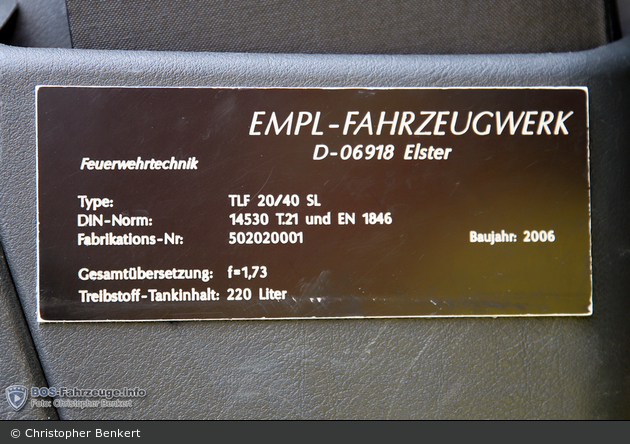 EMPL-FAHRZEUGWERK
D-06918 Elster
Feuerwehrtechnik
Type: TLF 20/40 SL
DIN-Norm: 14530 T.21 und EN 1846
Fabrikations-Nr: 502020001 Baujahr: 2006
Gesamtübersetzung: f=1,73
Treibstoff-Tankinhalt: 220 Liter
BOS-Fahrzeuge.Info
Foto: Christopher Benkert
© Christopher Benkert